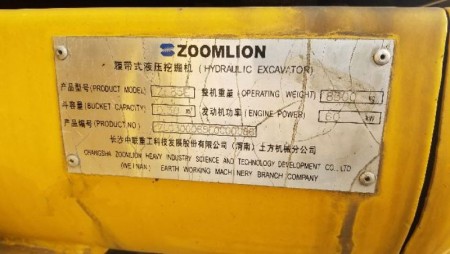 ZOOMLION
履带式液压挖掘机 (HYDRAULIC EXCAVATOR)
产品型号 (PRODUCT MODEL) 整机重量 (OPERATING WEIGHT) kg
斗容量 (BUCKET CAPACITY) m³ 发动机功率 (ENGINE POWER) 60 kW
产品编号 (PRODUCT NO)
长沙中联重工科技发展股份有限公司 (渭南) 土方机械分公司
CHANGSHA ZOOMLION HEAVY INDUSTRY SCIENCE AND TECHNOLOGY DEVELOPMENT CO., LTD
(WEINAN) EARTH WORKING MACHINERY BRANCH COMPANY